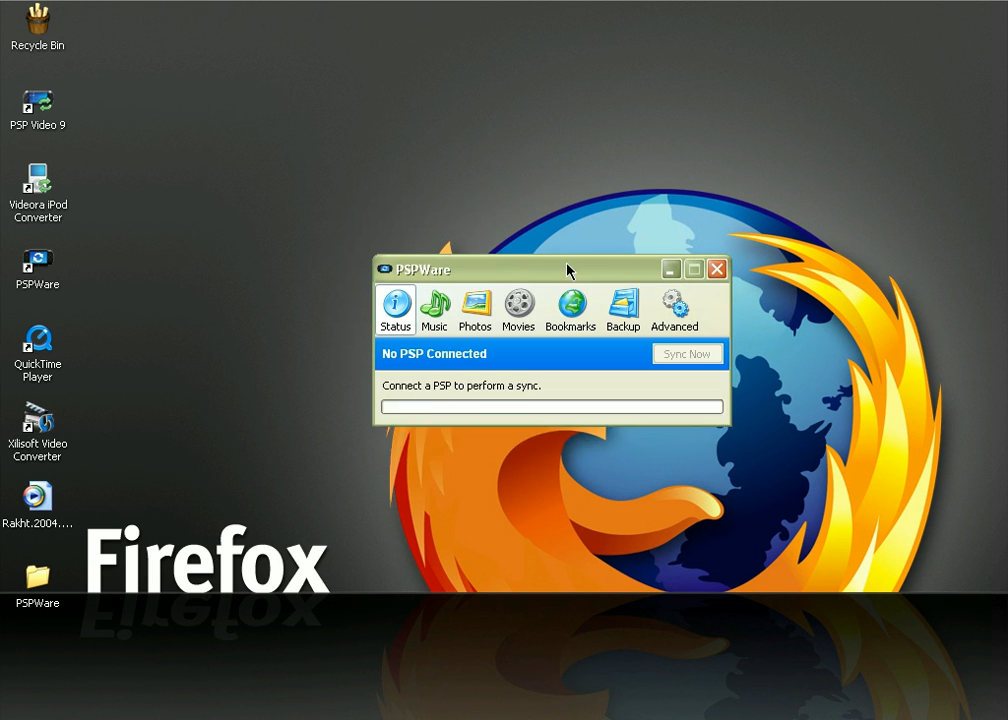 Recycle Bin
PSP Video 9
Videora iPod
Converter
PSPWare
QuickTime
Player
Xilisoft Video
Converter
Rakht.2004....
PSPWare
PSPWare
Status Music Photos Movies Bookmarks Backup Advanced
No PSP Connected Sync Now
Connect a PSP to perform a sync.
Firefox